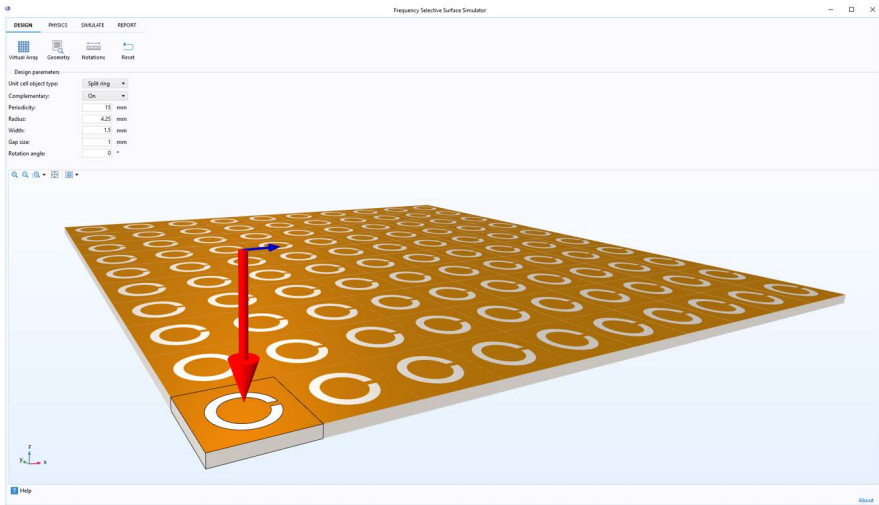 Frequency Selective Surface Simulator
DESIGN PHYSICS SIMULATE REPORT
Virtual Array Geometry Notations Reset
Design parameters
Unit cell object type: Split ring
Complementary: On
Periodicity: 15 mm
Radius: 4.25 mm
Width: 1.5 mm
Gap size: 1 mm
Rotation angle: 0 °
z
y x
? Help
About